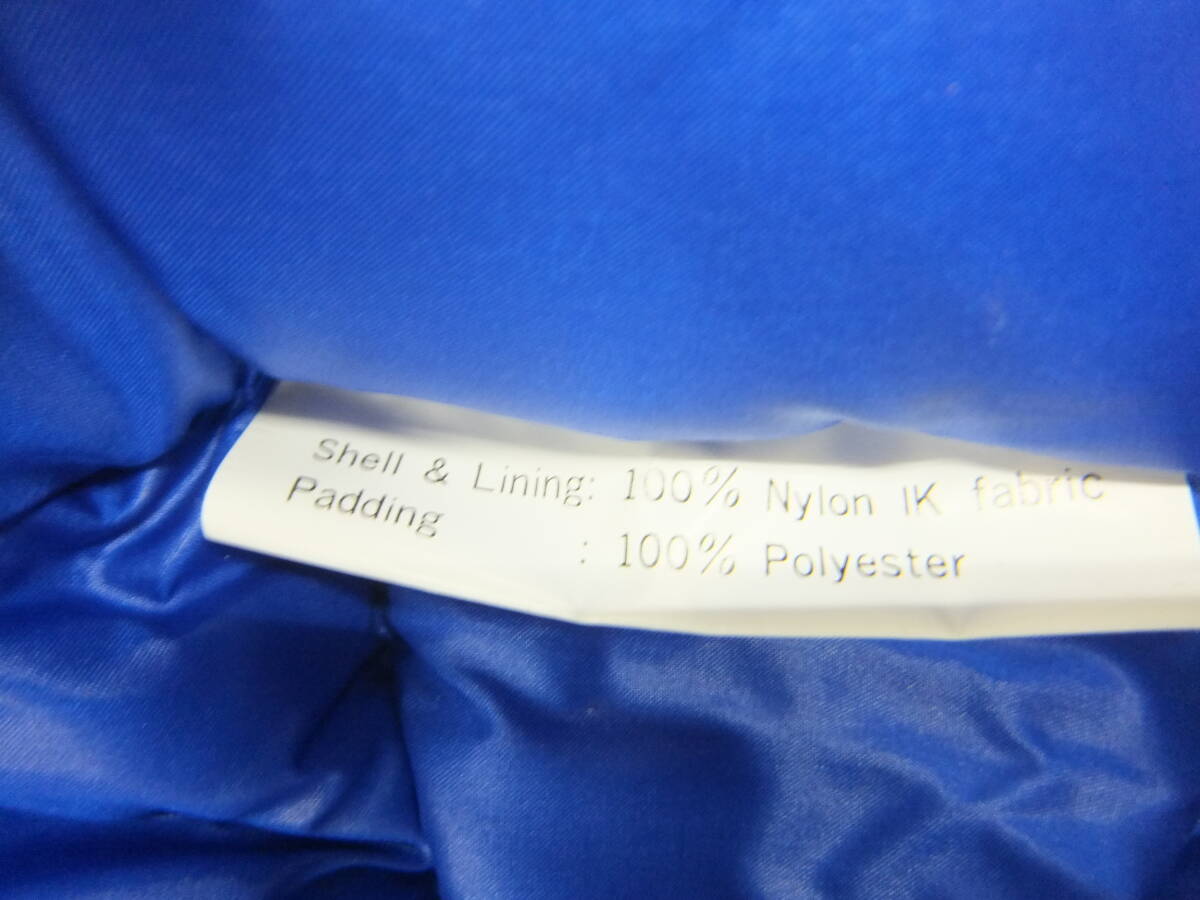 Shell & Lining: 100% Nylon IK fabric
Padding : 100% Polyester